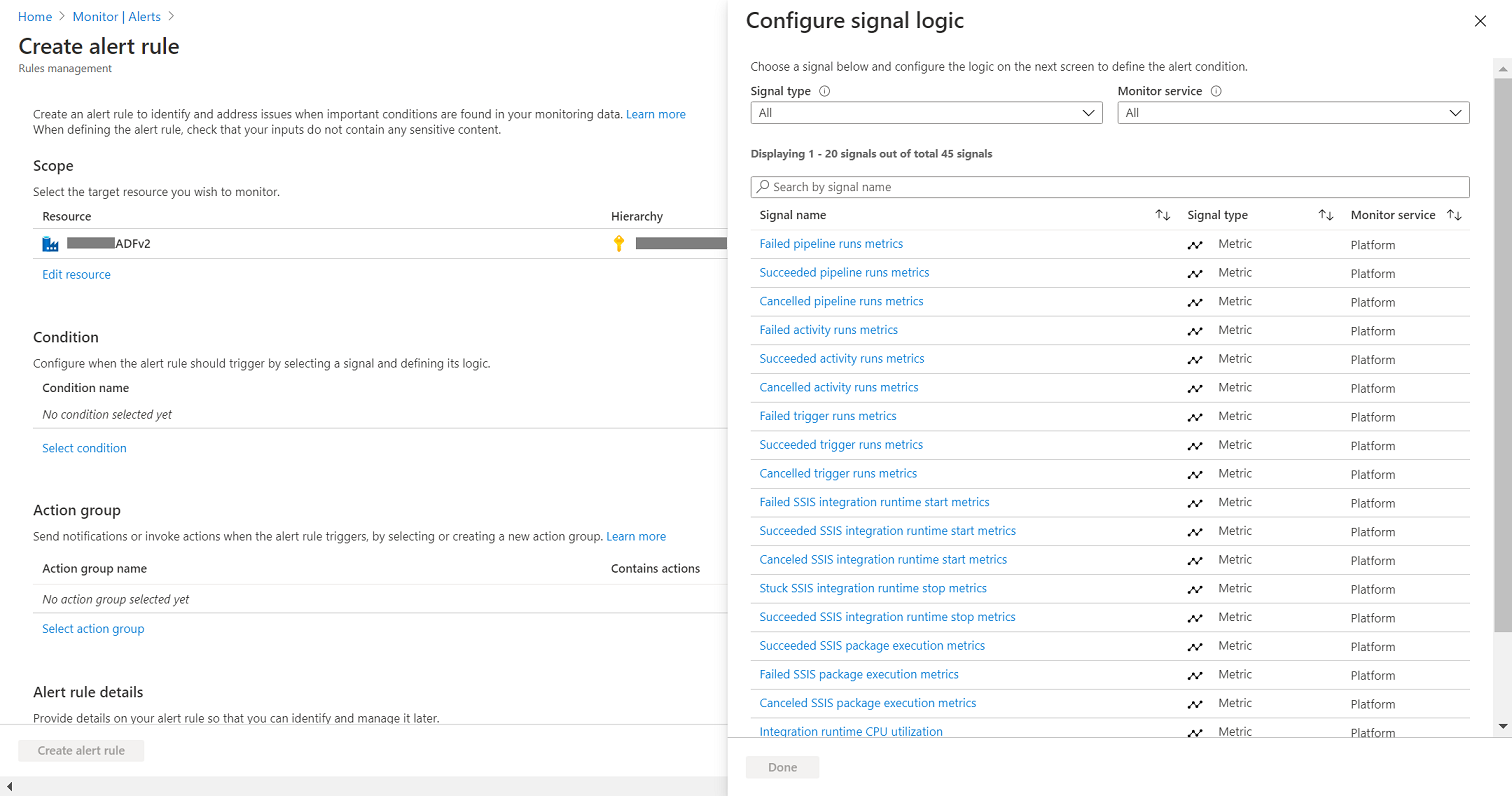 Home > Monitor | Alerts >
Create alert rule
Rules management
Create an alert rule to identify and address issues when important conditions are found in your monitoring data. Learn more
When defining the alert rule, check that your inputs do not contain any sensitive content.
Scope
Select the target resource you wish to monitor.
Resource Hierarchy
ADFv2
Edit resource
Condition
Configure when the alert rule should trigger by selecting a signal and defining its logic.
Condition name
No condition selected yet
Select condition
Action group
Send notifications or invoke actions when the alert rule triggers, by selecting or creating a new action group. Learn more
Action group name Contains actions
No action group selected yet
Select action group
Alert rule details
Provide details on your alert rule so that you can identify and manage it later.
Create alert rule
Configure signal logic
Choose a signal below and configure the logic on the next screen to define the alert condition.
Signal type Monitor service
All All
Displaying 1 - 20 signals out of total 45 signals
Search by signal name
Signal name Signal type Monitor service
Failed pipeline runs metrics Metric Platform
Succeeded pipeline runs metrics Metric Platform
Cancelled pipeline runs metrics Metric Platform
Failed activity runs metrics Metric Platform
Succeeded activity runs metrics Metric Platform
Cancelled activity runs metrics Metric Platform
Failed trigger runs metrics Metric Platform
Succeeded trigger runs metrics Metric Platform
Cancelled trigger runs metrics Metric Platform
Failed SSIS integration runtime start metrics Metric Platform
Succeeded SSIS integration runtime start metrics Metric Platform
Canceled SSIS integration runtime start metrics Metric Platform
Stuck SSIS integration runtime stop metrics Metric Platform
Succeeded SSIS integration runtime stop metrics Metric Platform
Succeeded SSIS package execution metrics Metric Platform
Failed SSIS package execution metrics Metric Platform
Canceled SSIS package execution metrics Metric Platform
Integration runtime CPU utilization Metric Platform
Done